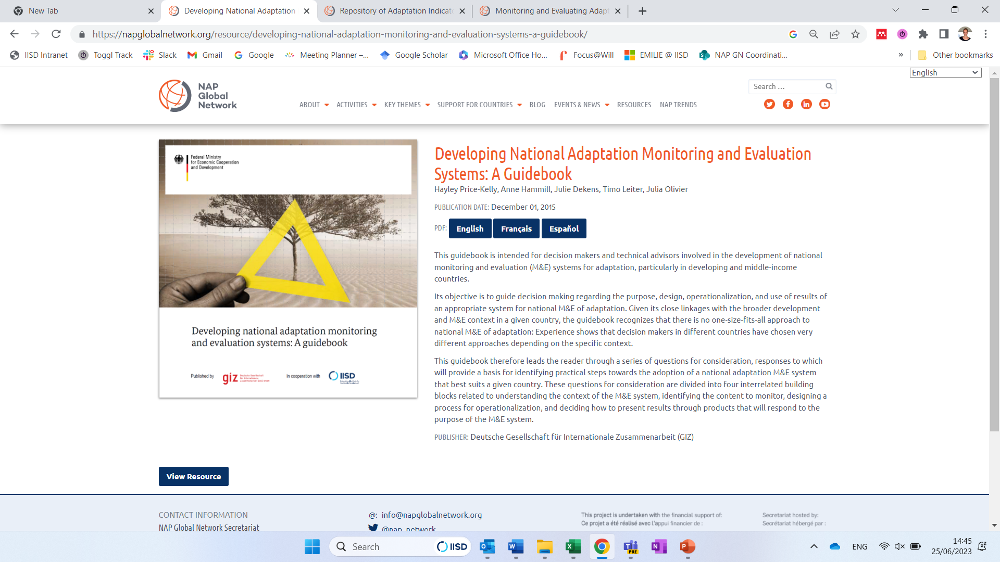 New Tab
Developing National Adaptation
Repository of Adaptation Indicato
Monitoring and Evaluating Adapt
https://napglobalnetwork.org/resource/developing-national-adaptation-monitoring-and-evaluation-systems-a-guidebook/
IISD Intranet
Toggl Track
Slack
Gmail
Google
Meeting Planner –...
Google Scholar
Microsoft Office Ho...
Focus@Will
EMILIE @ IISD
NAP GN Coordinati...
»
Other bookmarks
English
NAP
Global
Network
Search ...
ABOUT
ACTIVITIES
KEY THEMES
SUPPORT FOR COUNTRIES
BLOG
EVENTS & NEWS
RESOURCES
NAP TRENDS
Federal Ministry
for Economic Cooperation
and Development
Developing national adaptation monitoring
and evaluation systems: A guidebook
Published by
giz
Deutsche Gesellschaft
für Internationale
Zusammenarbeit (GIZ) GmbH
In cooperation with
IISD
Developing National Adaptation Monitoring and Evaluation
Systems: A Guidebook
Hayley Price-Kelly, Anne Hammill, Julie Dekens, Timo Leiter, Julia Olivier
PUBLICATION DATE: December 01, 2015
PDF: English Français Español
This guidebook is intended for decision makers and technical advisors involved in the development of national
monitoring and evaluation (M&E) systems for adaptation, particularly in developing and middle-income
countries.
Its objective is to guide decision making regarding the purpose, design, operationalization, and use of results of
an appropriate system for national M&E of adaptation. Given its close linkages with the broader development
and M&E context in a given country, the guidebook recognizes that there is no one-size-fits-all approach to
national M&E of adaptation: Experience shows that decision makers in different countries have chosen very
different approaches depending on the specific context.
This guidebook therefore leads the reader through a series of questions for consideration, responses to which
will provide a basis for identifying practical steps towards the adoption of a national adaptation M&E system
that best suits a given country. These questions for consideration are divided into four interrelated building
blocks related to understanding the context of the M&E system, identifying the content to monitor, designing a
process for operationalization, and deciding how to present results through products that will respond to the
purpose of the M&E system.
PUBLISHER: Deutsche Gesellschaft für Internationale Zusammenarbeit (GIZ)
View Resource
CONTACT INFORMATION
NAP Global Network Secretariat
@: info@napglobalnetwork.org
@nap_network
This project is undertaken with the financial support of:
Ce projet a été réalisé avec l'appui financier de :
Secretariat hosted by:
Secrétariat hébergé par :
Search
IISD
PRE
ENG
14:45
25/06/2023